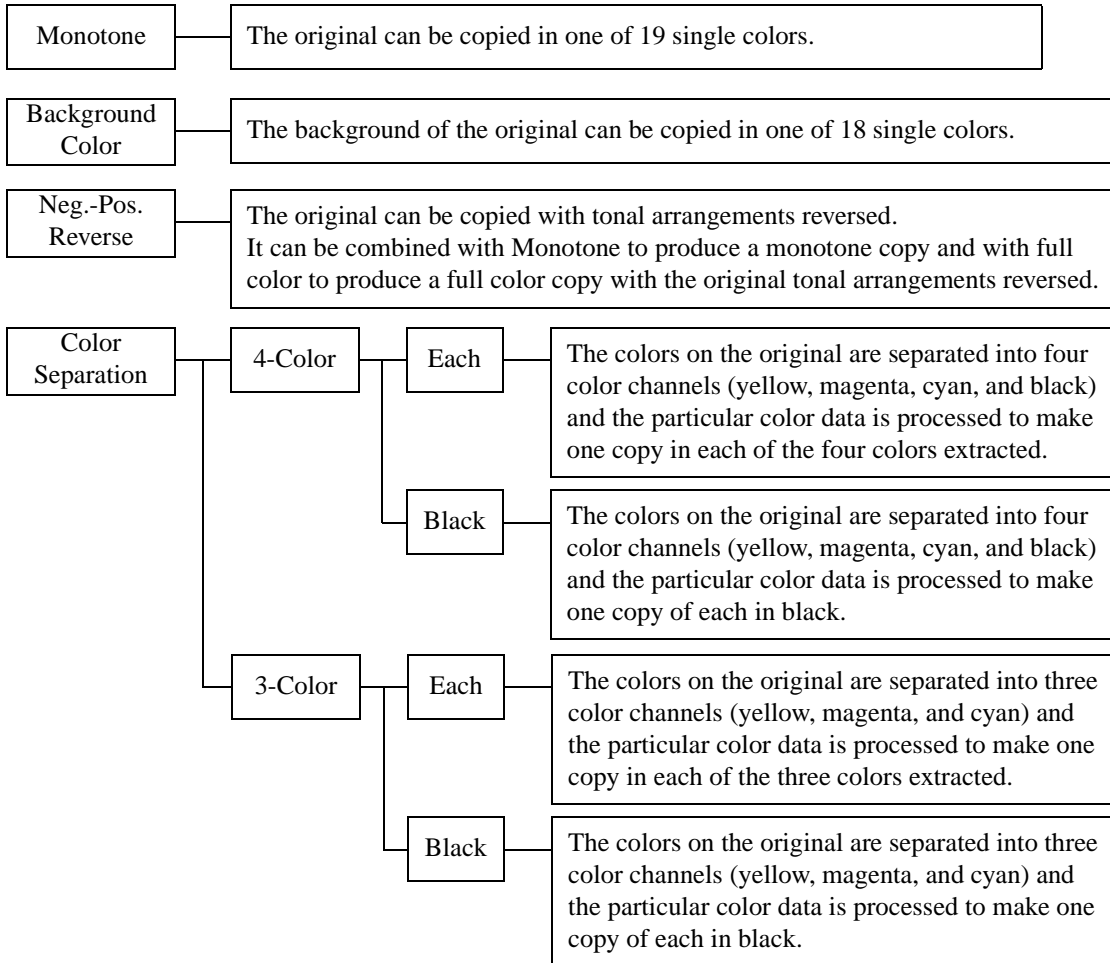 Monotone
The original can be copied in one of 19 single colors.
Background
Color
The background of the original can be copied in one of 18 single colors.
Neg.-Pos.
Reverse
The original can be copied with tonal arrangements reversed.
It can be combined with Monotone to produce a monotone copy and with full
color to produce a full color copy with the original tonal arrangements reversed.
Color
Separation
4-Color
Each
The colors on the original are separated into four
color channels (yellow, magenta, cyan, and black)
and the particular color data is processed to make
one copy in each of the four colors extracted.
Black
The colors on the original are separated into four
color channels (yellow, magenta, cyan, and black)
and the particular color data is processed to make
one copy of each in black.
3-Color
Each
The colors on the original are separated into three
color channels (yellow, magenta, and cyan) and
the particular color data is processed to make one
copy in each of the three colors extracted.
Black
The colors on the original are separated into three
color channels (yellow, magenta, and cyan) and
the particular color data is processed to make one
copy of each in black.